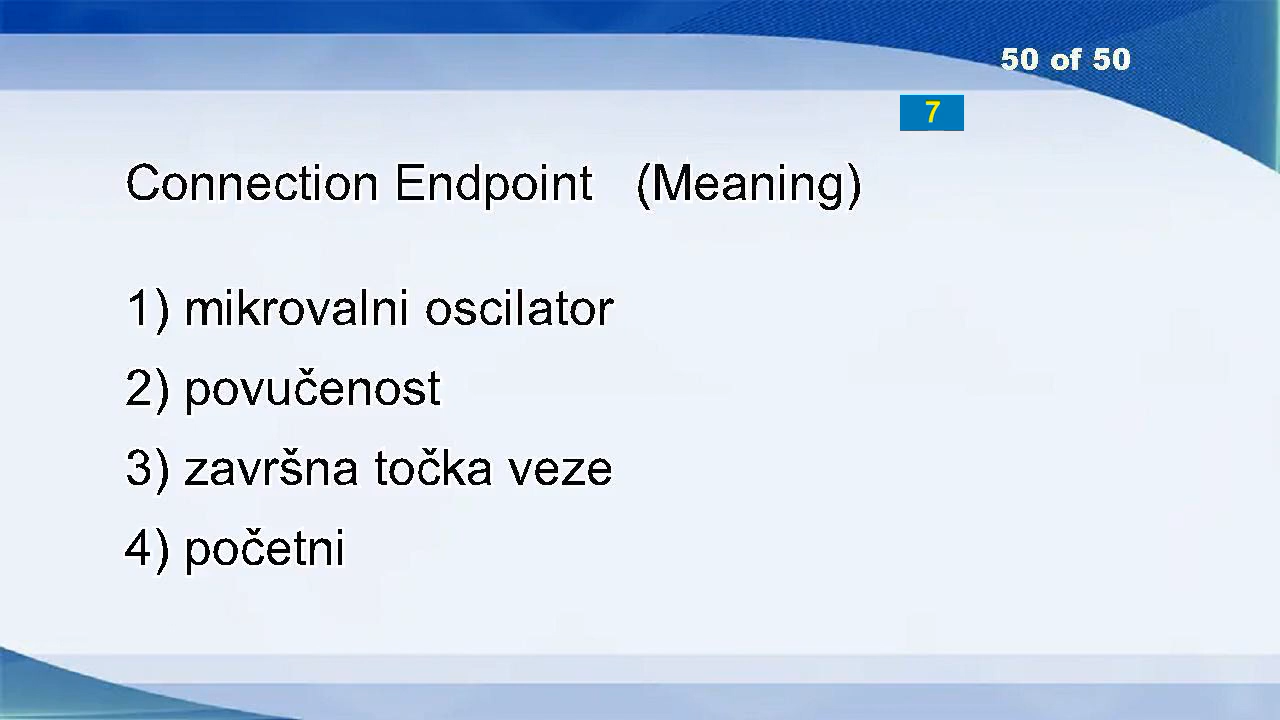 50 of 50
7
Connection Endpoint (Meaning)
1) mikrovalni oscilator
2) povučenost
3) završna točka veze
4) početni